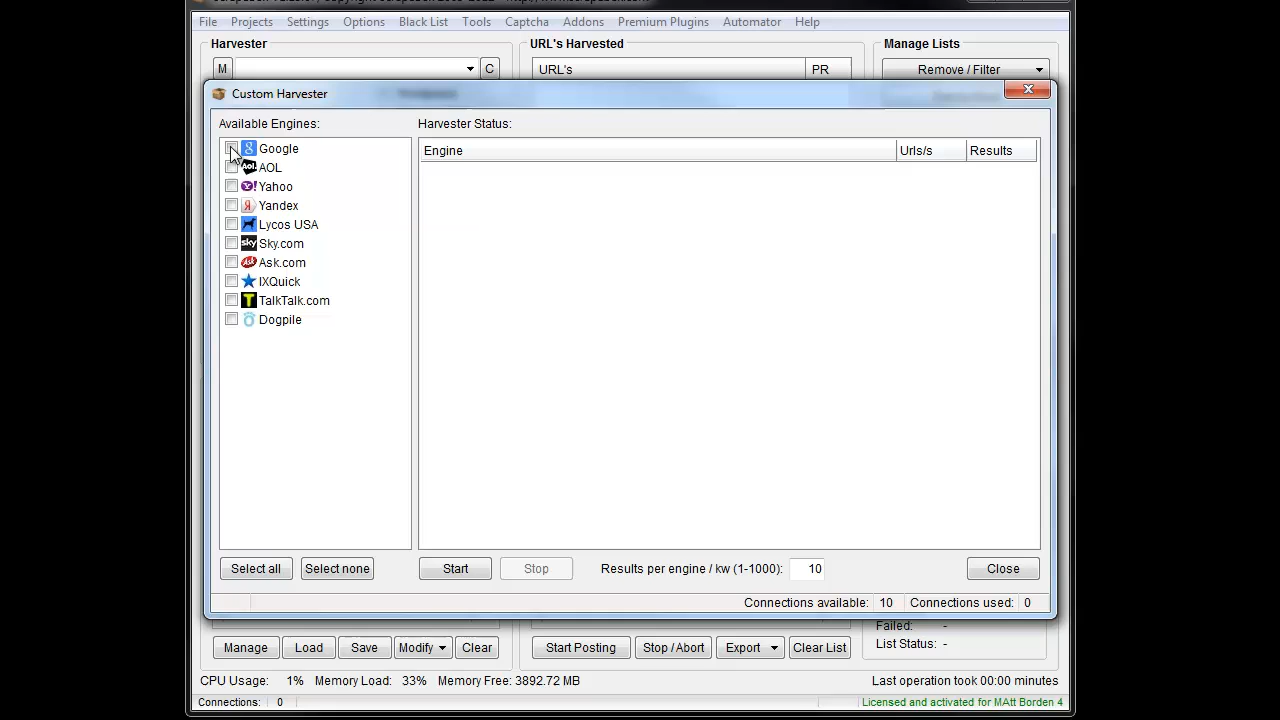 File Projects Settings Options Black List Tools Captcha Addons Premium Plugins Automator Help
Harvester URL's Harvested Manage Lists
M C URL's PR Remove / Filter
Custom Harvester
Available Engines: Harvester Status:
Engine Urls/s Results
Google
AOL
Yahoo
Yandex
Lycos USA
Sky.com
Ask.com
IXQuick
TalkTalk.com
Dogpile
Select all Select none Start Stop Results per engine / kw (1-1000): 10 Close
Connections available: 10 Connections used: 0
Failed: -
List Status: -
Manage Load Save Modify Clear Start Posting Stop / Abort Export Clear List
CPU Usage: 1% Memory Load: 33% Memory Free: 3892.72 MB Last operation took 00:00 minutes
Connections: 0 Licensed and activated for MAtt Borden 4